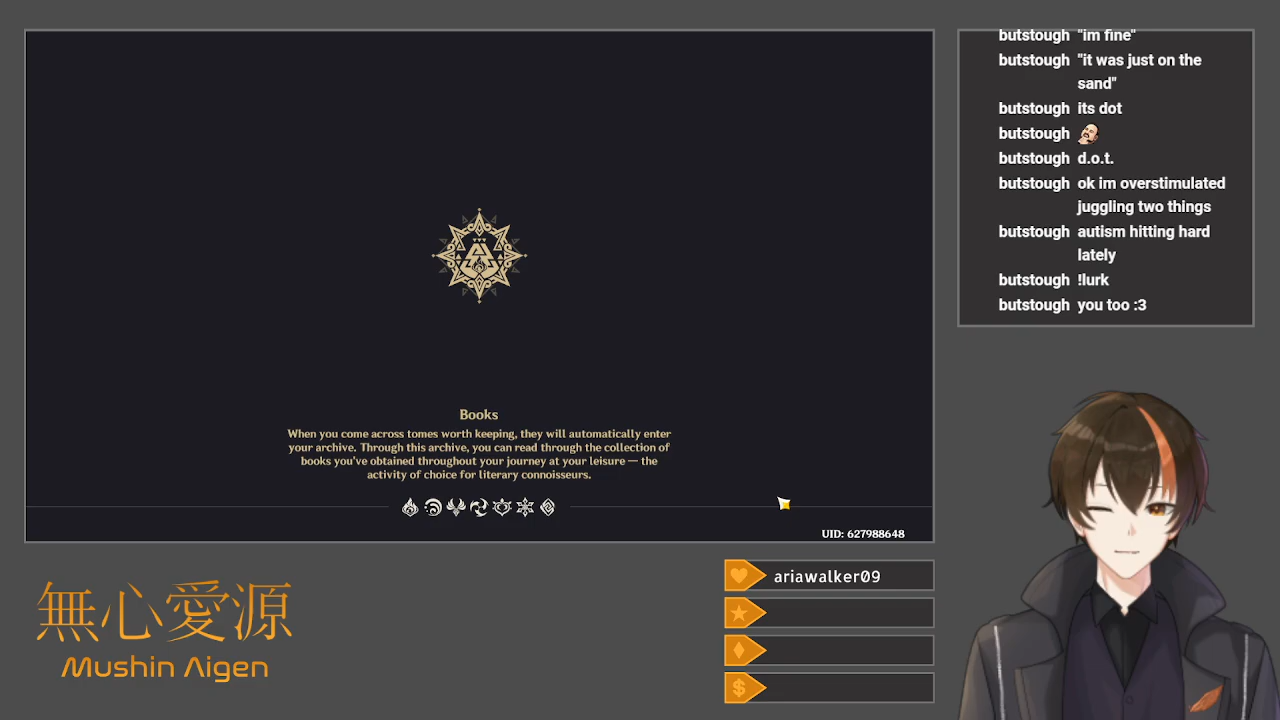 butstough "im fine"
butstough "it was just on the
sand"
butstough its dot
butstough
butstough d.o.t.
butstough ok im overstimulated
juggling two things
butstough autism hitting hard
lately
butstough !lurk
butstough you too :3
Books
When you come across tomes worth keeping, they will automatically enter
your archive. Through this archive, you can read through the collection of
books you've obtained throughout your journey at your leisure — the
activity of choice for literary connoisseurs.
UID: 627988648
ariawalker09
無心愛源
Mushin Aigen